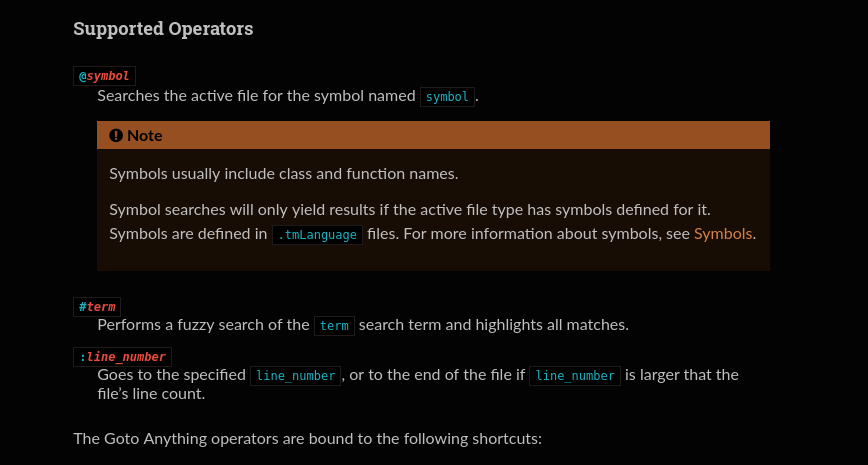 Supported Operators
@symbol
Searches the active file for the symbol named symbol.
Note
Symbols usually include class and function names.
Symbol searches will only yield results if the active file type has symbols defined for it.
Symbols are defined in .tmLanguage files. For more information about symbols, see Symbols.
#term
Performs a fuzzy search of the term search term and highlights all matches.
:line_number
Goes to the specified line_number, or to the end of the file if line_number is larger that the
file’s line count.
The Goto Anything operators are bound to the following shortcuts: